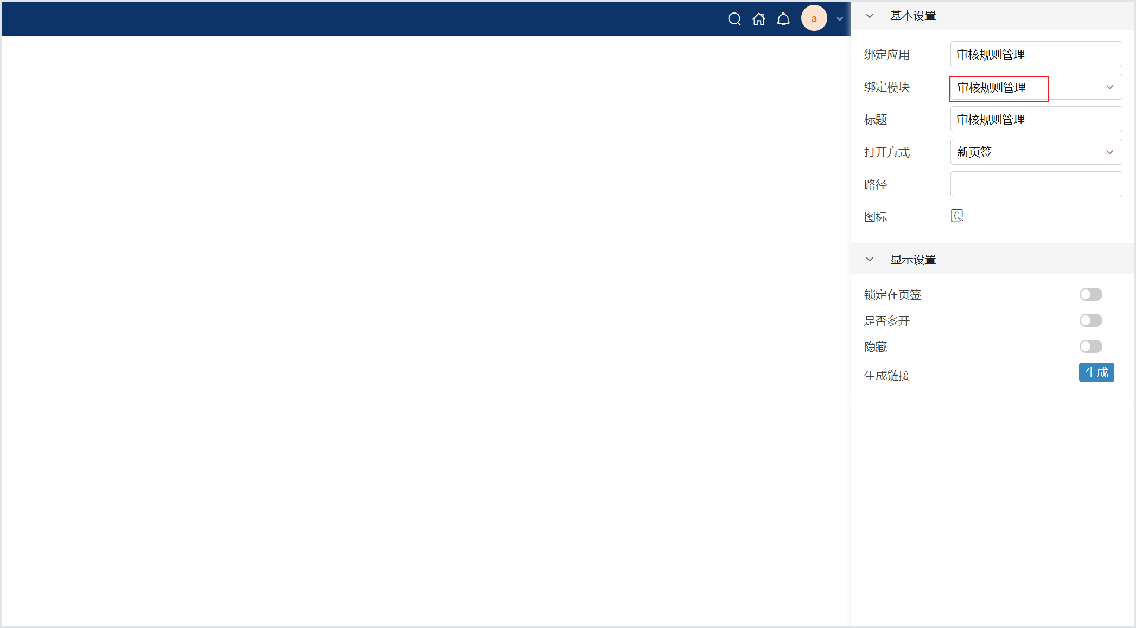 a
基本设置
绑定应用 审核规则管理
绑定模块 审核规则管理
标题 审核规则管理
打开方式 新页签
路径
图标
显示设置
锁定在页签
是否多开
隐藏
生成链接 生成